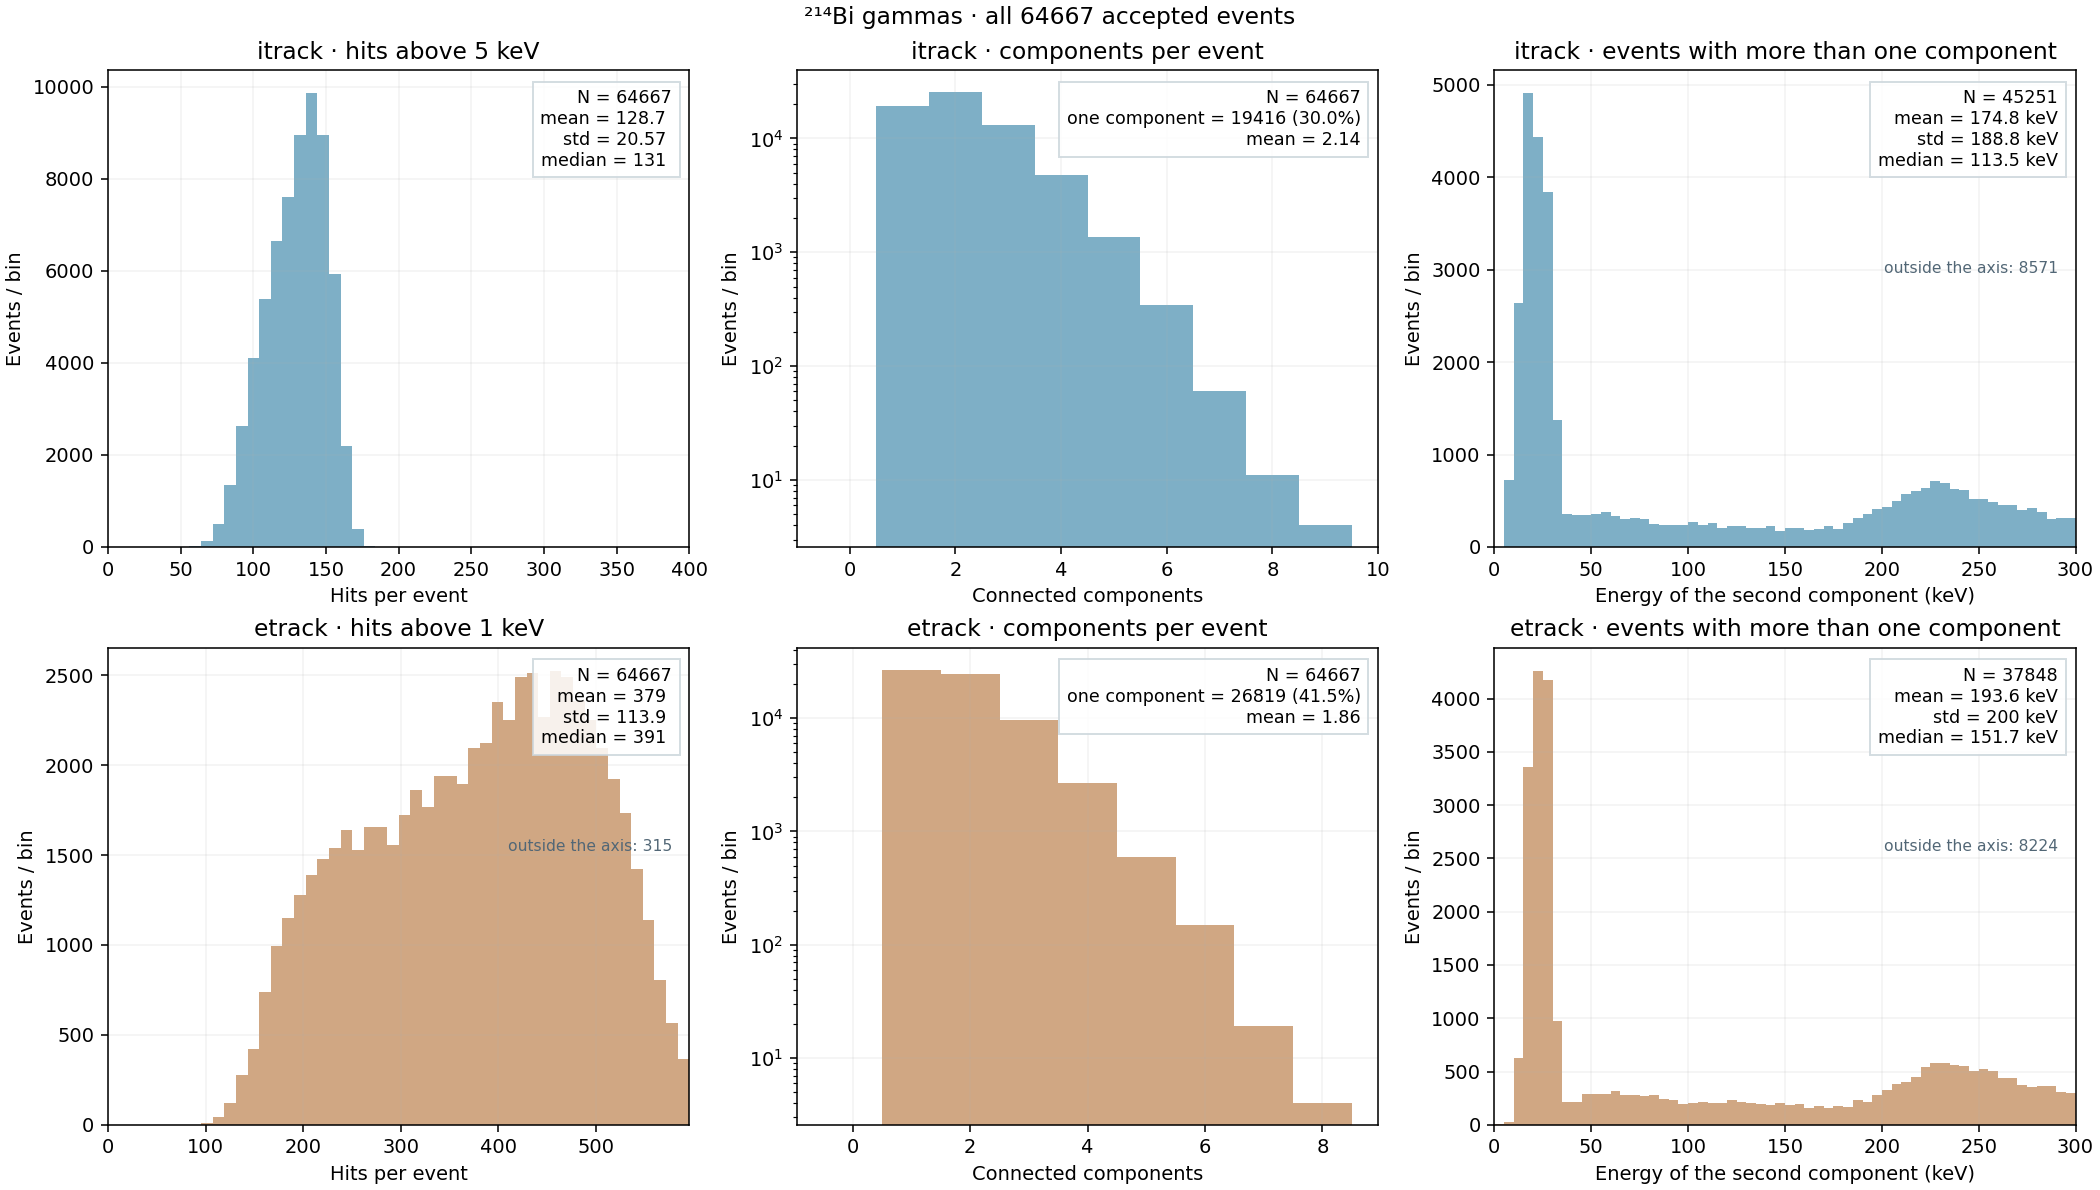 ²¹⁴Bi gammas · all 64667 accepted events
itrack · hits above 5 keV
Events / bin
10000
8000
6000
4000
2000
0
N = 64667
mean = 128.7
std = 20.57
median = 131
0 50 100 150 200 250 300 350 400
Hits per event
itrack · components per event
Events / bin
10⁴
10³
10²
10¹
N = 64667
one component = 19416 (30.0%)
mean = 2.14
0 2 4 6 8 10
Connected components
itrack · events with more than one component
Events / bin
5000
4000
3000
2000
1000
0
N = 45251
mean = 174.8 keV
std = 188.8 keV
median = 113.5 keV
outside the axis: 8571
0 50 100 150 200 250 300
Energy of the second component (keV)
etrack · hits above 1 keV
Events / bin
2500
2000
1500
1000
500
0
N = 64667
mean = 379
std = 113.9
median = 391
outside the axis: 315
0 100 200 300 400 500
Hits per event
etrack · components per event
Events / bin
10⁴
10³
10²
10¹
N = 64667
one component = 26819 (41.5%)
mean = 1.86
0 2 4 6 8
Connected components
etrack · events with more than one component
Events / bin
4000
3500
3000
2500
2000
1500
1000
500
0
N = 37848
mean = 193.6 keV
std = 200 keV
median = 151.7 keV
outside the axis: 8224
0 50 100 150 200 250 300
Energy of the second component (keV)